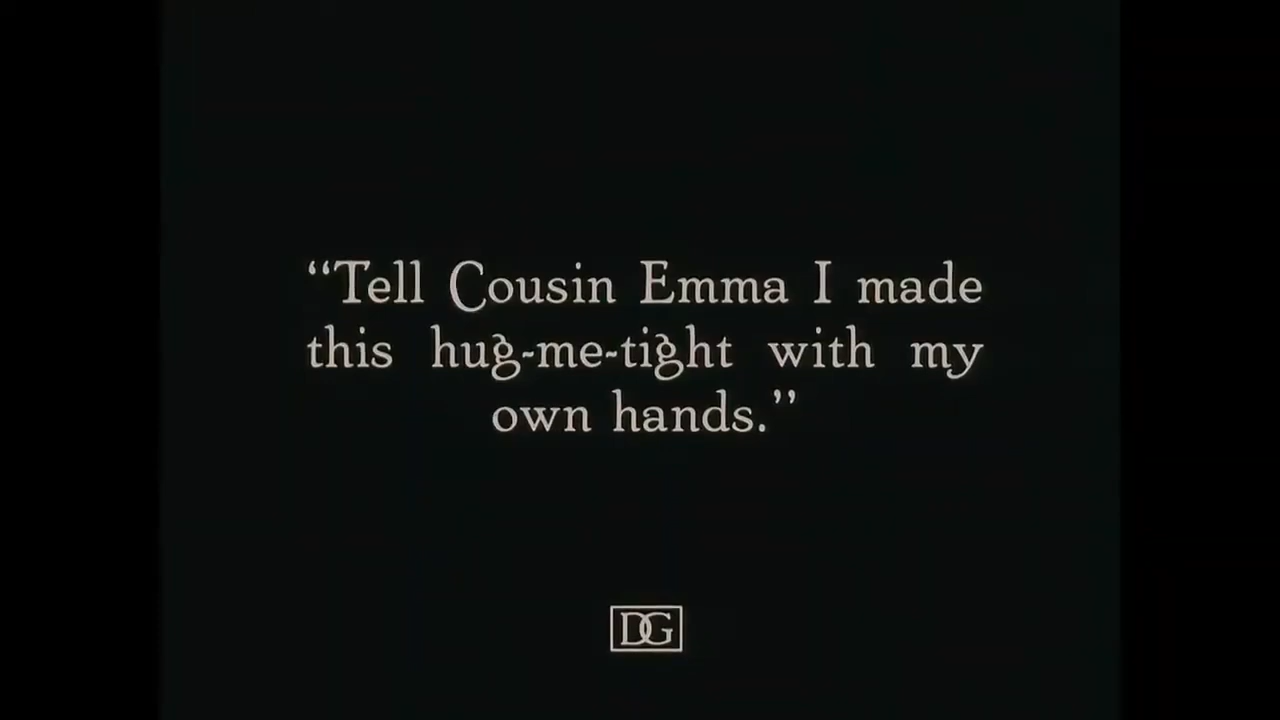 “Tell Cousin Emma I made
this hug-me-tight with my
own hands.”
DG